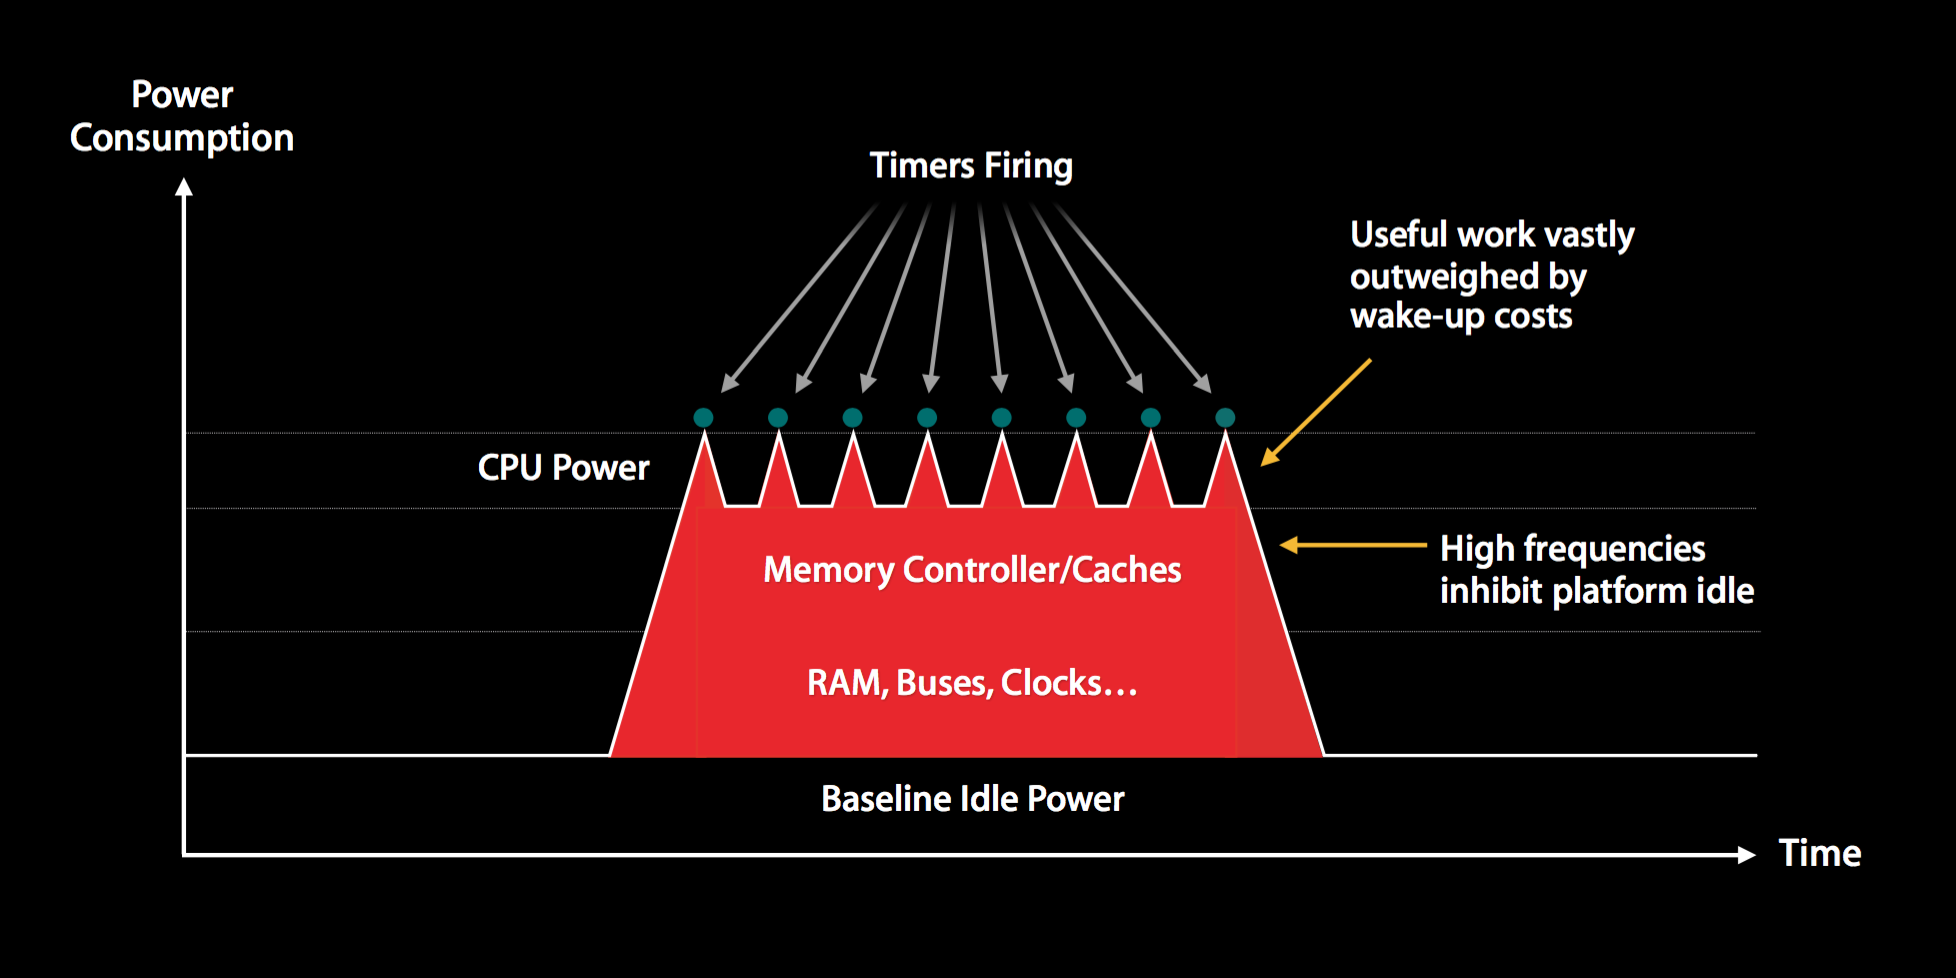 Power
Consumption
Timers Firing
Useful work vastly
outweighed by
wake-up costs
CPU Power
High frequencies
inhibit platform idle
Memory Controller/Caches
RAM, Buses, Clocks…
Baseline Idle Power
Time